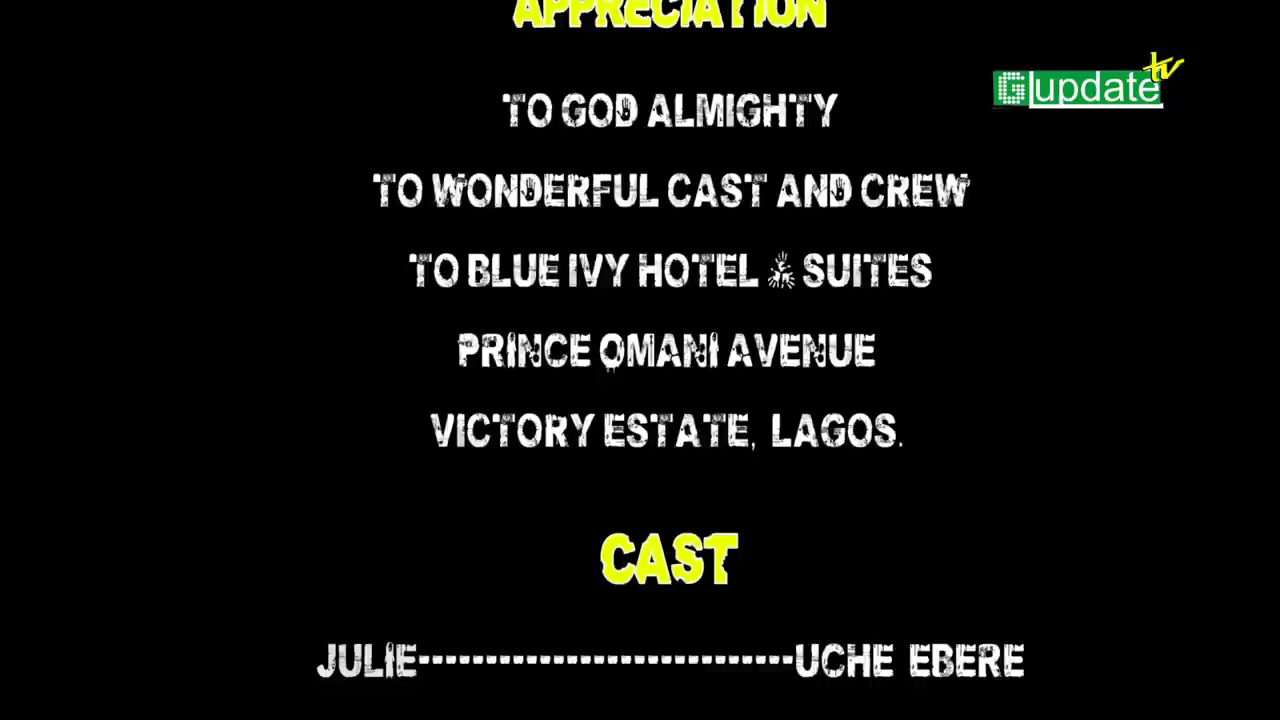 APPRECIATION
Gupdate tv
TO GOD ALMIGHTY
TO WONDERFUL CAST AND CREW
TO BLUE IVY HOTEL & SUITES
PRINCE OMANI AVENUE
VICTORY ESTATE, LAGOS.
CAST
JULIE----------------------------UCHE EBERE